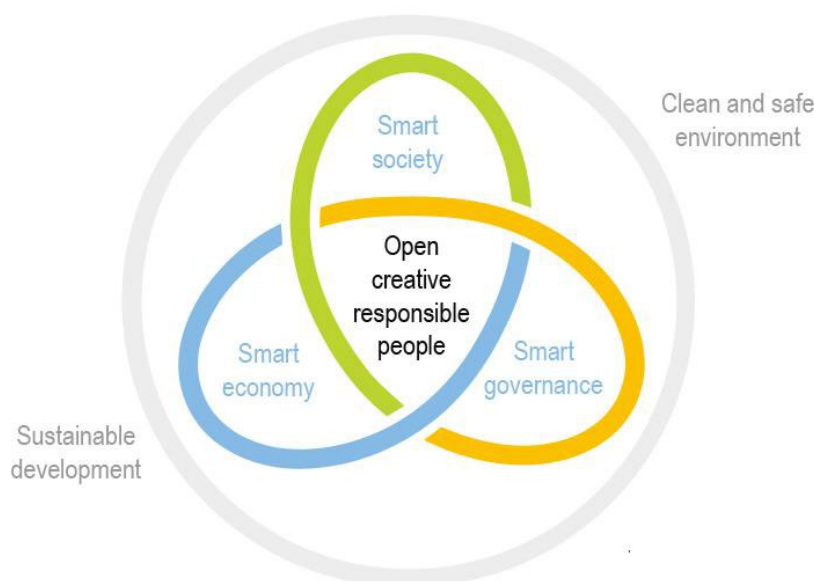 Clean and safe
environment
Smart
society
Open
creative
responsible
people
Smart
economy
Smart
governance
Sustainable
development